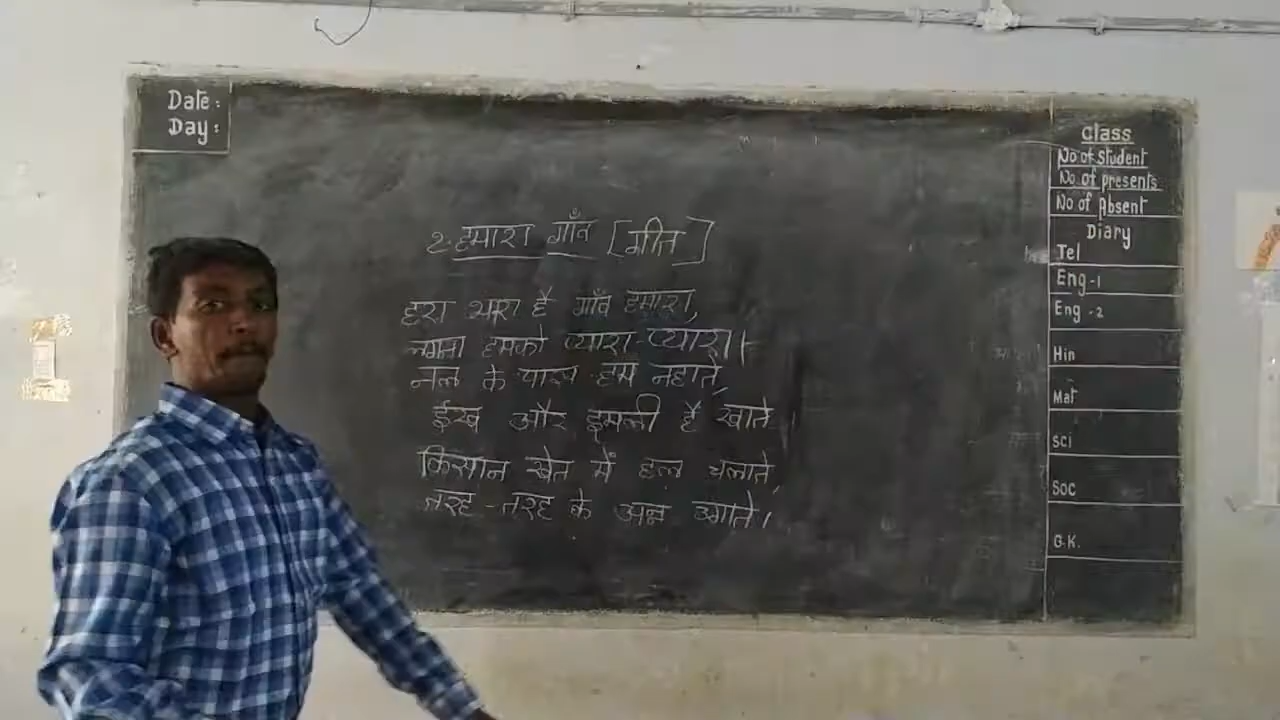 Date:
Day:
२. हमारा गाँव [गीत]
हरा भरा है गाँव हमारा,
लगता हमको प्यारा-प्यारा।
नल के पास हम नहाते,
ईख और इमली है खाते
किसान खेत में हल चलाते,
तरह-तरह के अन्न उगाते।
Class
No of student
No of presents
No of Absent
Diary
Tel
Eng-1
Eng-2
Hin
Mat
Sci
Soc
G.K.